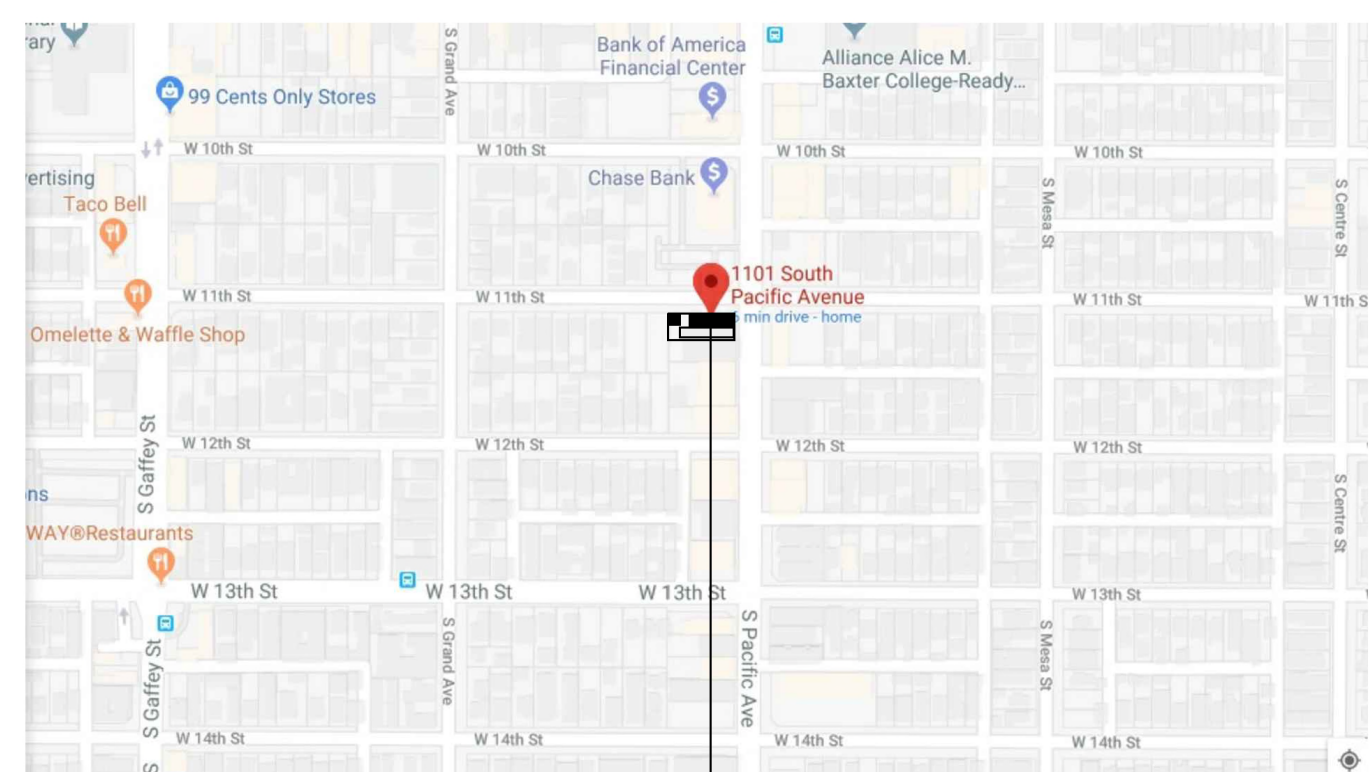 ary
Bank of America
Financial Center
Alliance Alice M.
Baxter College-Ready...
S Grand Ave
99 Cents Only Stores
W 10th St
W 10th St
W 10th St
W 10th St
ertising
Chase Bank
Taco Bell
S Mesa St
S Centre St
1101 South
Pacific Avenue
min drive - home
W 11th St
W 11th St
W 11th St
W 11th S
Omelette & Waffle Shop
S Gaffey St
W 12th St
W 12th St
W 12th St
W 12th St
ns
S Centre St
WAY®Restaurants
W 13th St
W 13th St
W 13th St
W 13th St
S Gaffey St
S Grand Ave
S Pacific Ave
S Mesa St
W 14th St
W 14th St
W 14th St
W 14th St